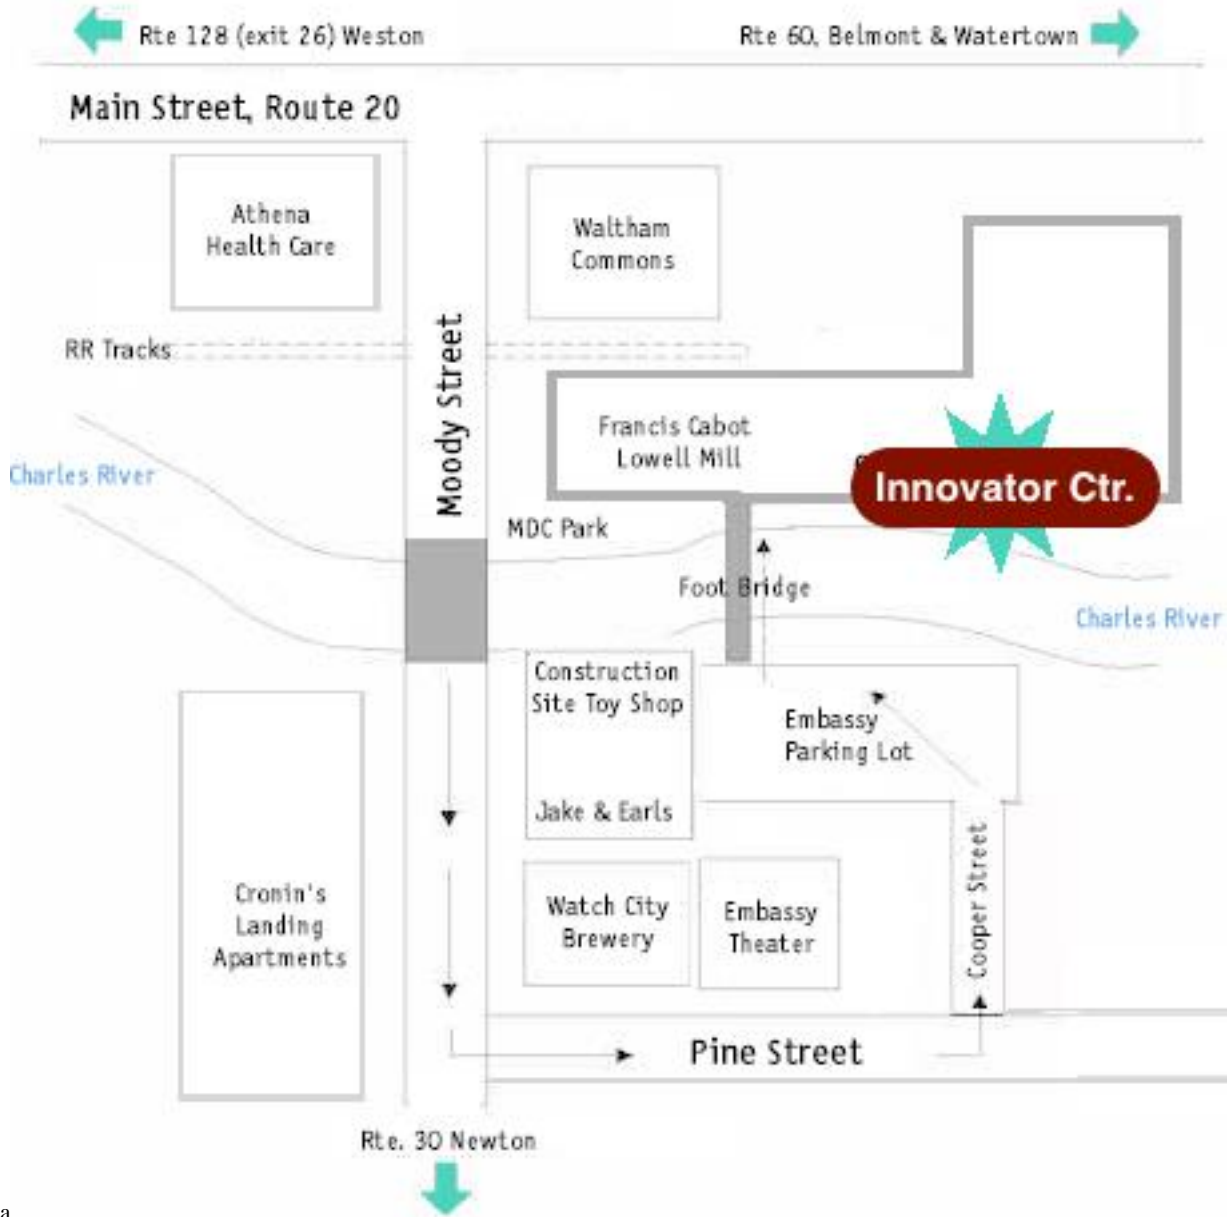 Rte 128 (exit 26) Weston
Rte 60, Belmont & Watertown
Main Street, Route 20
Athena
Health Care
Waltham
Commons
RR Tracks
Moody Street
Francis Cabot
Lowell Mill
Innovator Ctr.
Charles River
MDC Park
Foot Bridge
Charles River
Construction
Site Toy Shop
Embassy
Parking Lot
Jake & Earls
Cooper Street
Cronin's
Landing
Apartments
Watch City
Brewery
Embassy
Theater
Pine Street
Rte. 30 Newton
a